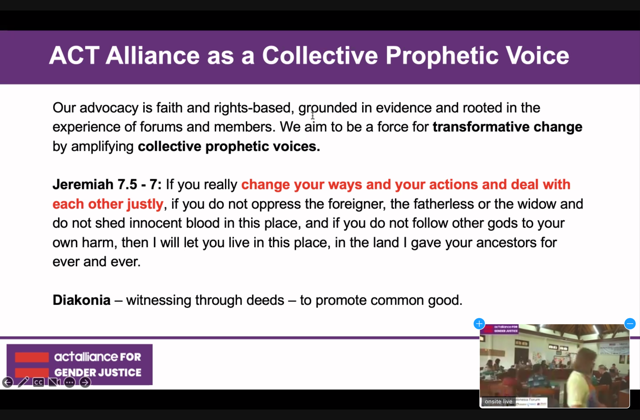 ACT Alliance as a Collective Prophetic Voice
Our advocacy is faith and rights-based, grounded in evidence and rooted in the
experience of forums and members. We aim to be a force for transformative change
by amplifying collective prophetic voices.
Jeremiah 7.5 - 7: If you really change your ways and your actions and deal with
each other justly, if you do not oppress the foreigner, the fatherless or the widow and
do not shed innocent blood in this place, and if you do not follow other gods to your
own harm, then I will let you live in this place, in the land I gave your ancestors for
ever and ever.
Diakonia – witnessing through deeds – to promote common good.
actalliance FOR
GENDER JUSTICE
actalliance FOR
GENDER JUSTICE
onsite live